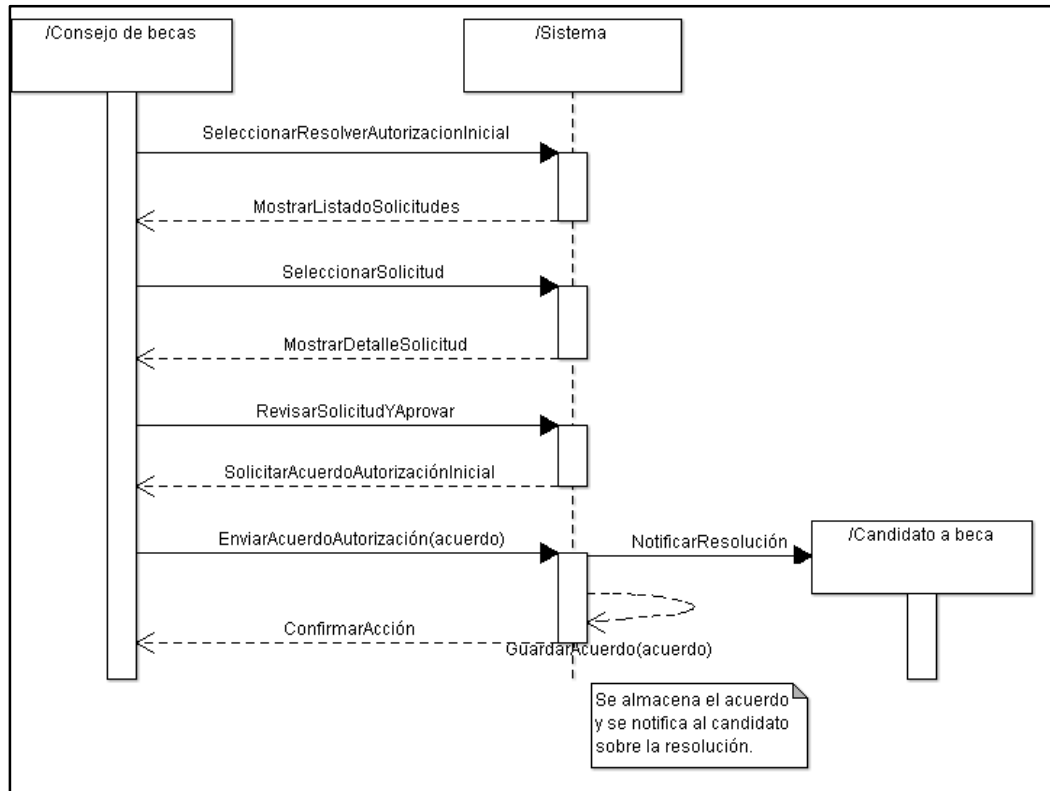 /Consejo de becas
/Sistema
SeleccionarResolverAutorizacionInicial
MostrarListadoSolicitudes
SeleccionarSolicitud
MostrarDetalleSolicitud
RevisarSolicitudYAprovar
SolicitarAcuerdoAutorizaciónInicial
EnviarAcuerdoAutorización(acuerdo)
NotificarResolución
/Candidato a beca
ConfirmarAcción
GuardarAcuerdo(acuerdo)
Se almacena el acuerdo
y se notifica al candidato
sobre la resolución.